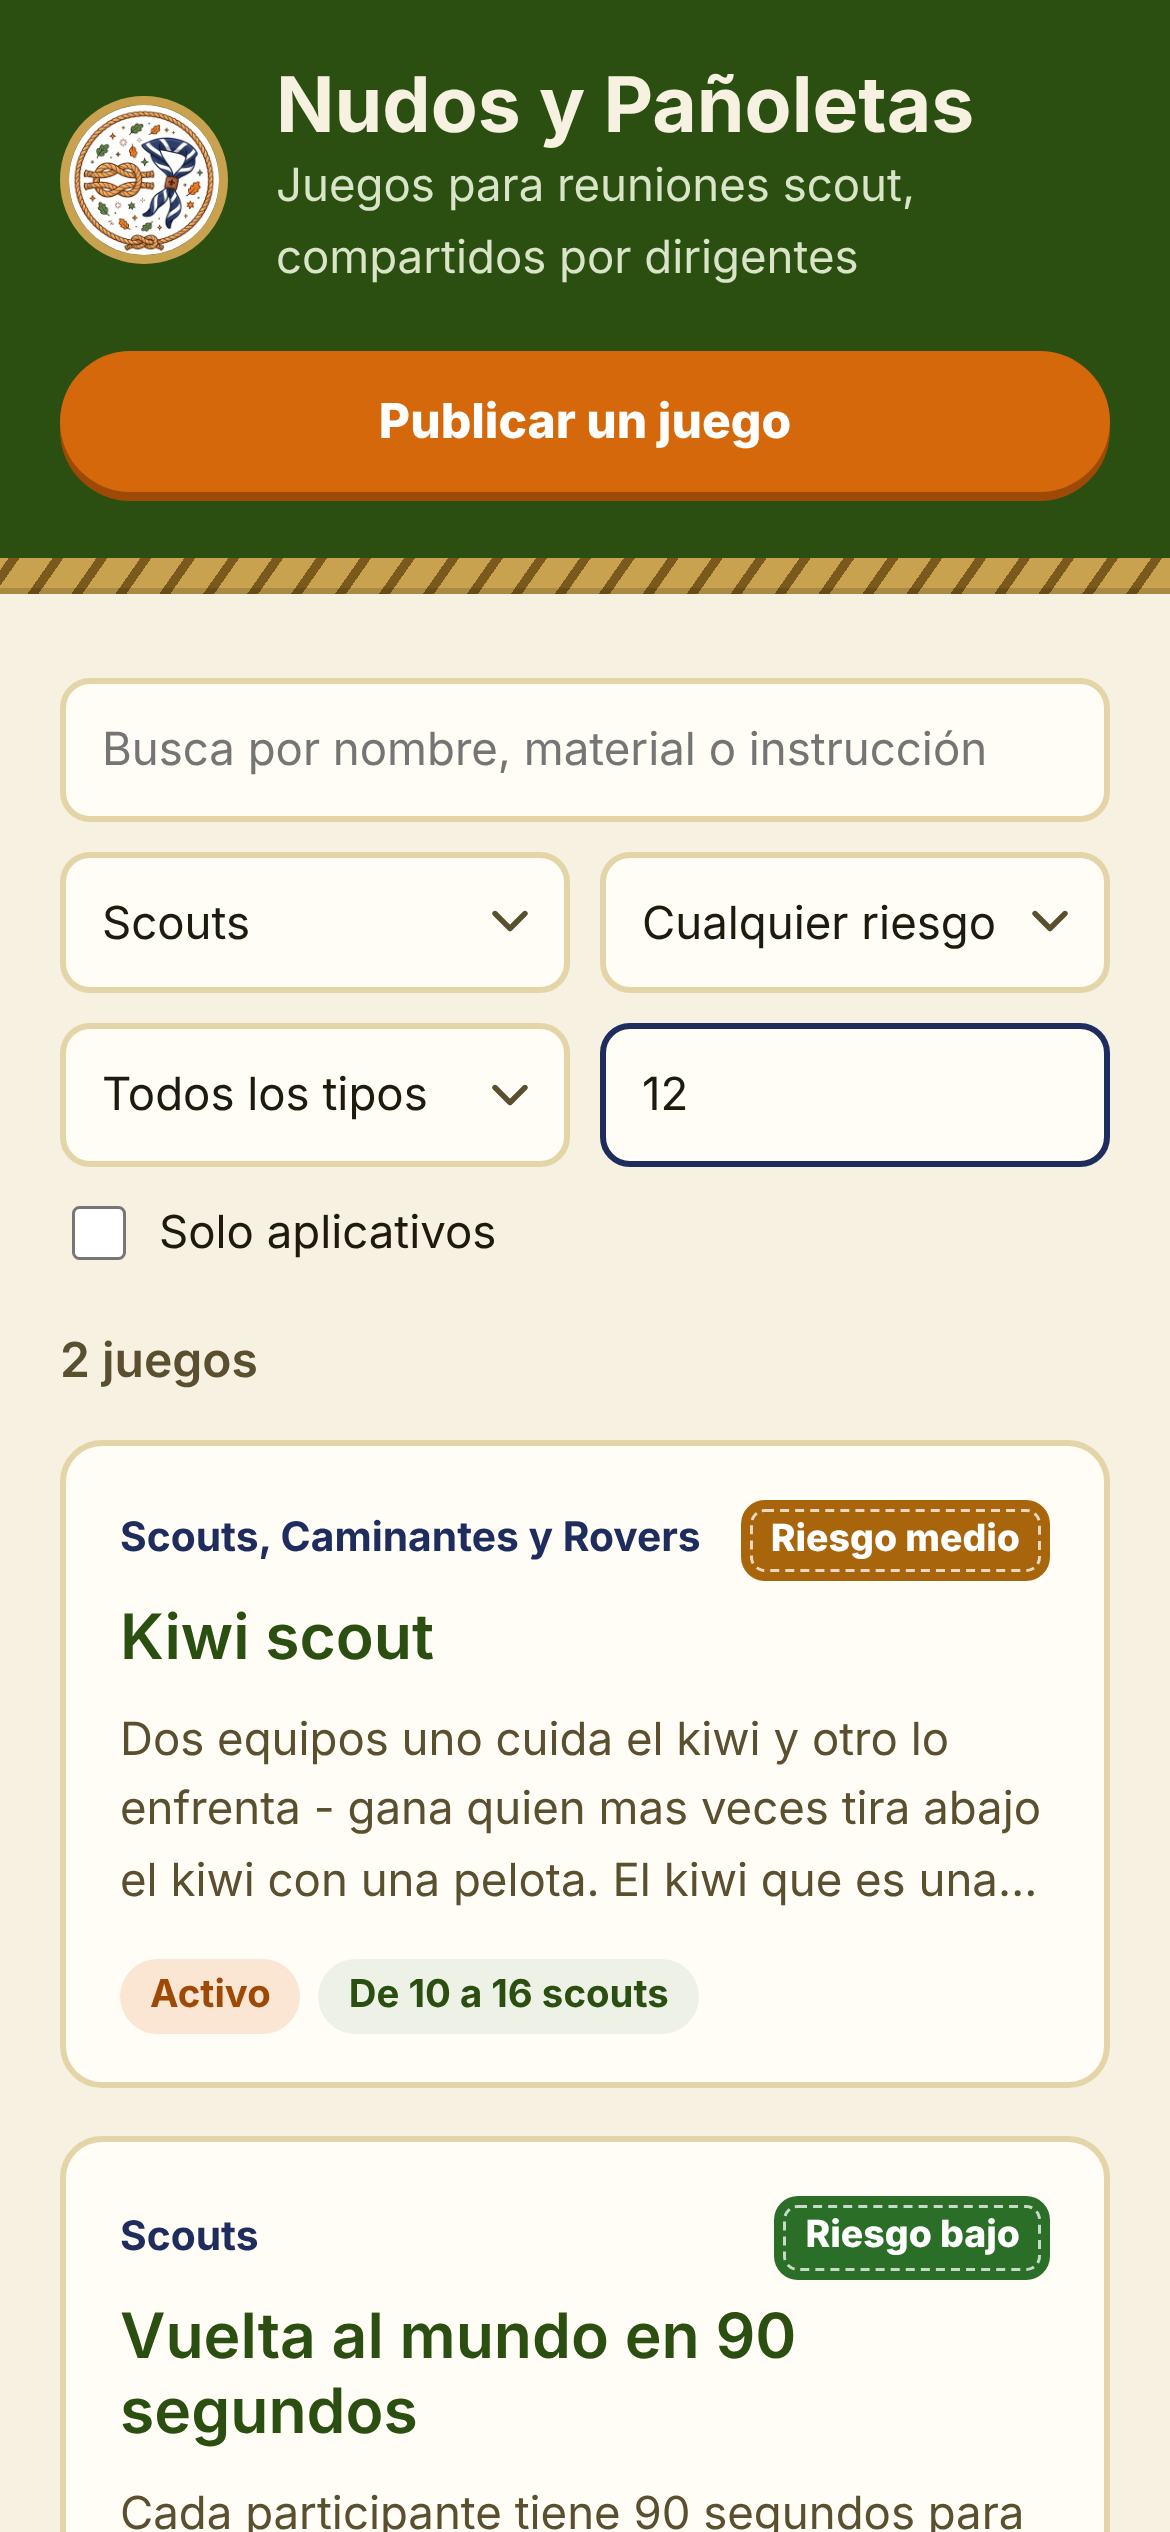 Nudos y Pañoletas
Juegos para reuniones scout,
compartidos por dirigentes
Publicar un juego
Busca por nombre, material o instrucción
Scouts
Cualquier riesgo
Todos los tipos
12
Solo aplicativos
2 juegos
Scouts, Caminantes y Rovers
Riesgo medio
Kiwi scout
Dos equipos uno cuida el kiwi y otro lo
enfrenta - gana quien mas veces tira abajo
el kiwi con una pelota. El kiwi que es una...
Activo
De 10 a 16 scouts
Scouts
Riesgo bajo
Vuelta al mundo en 90
segundos
Cada participante tiene 90 segundos para